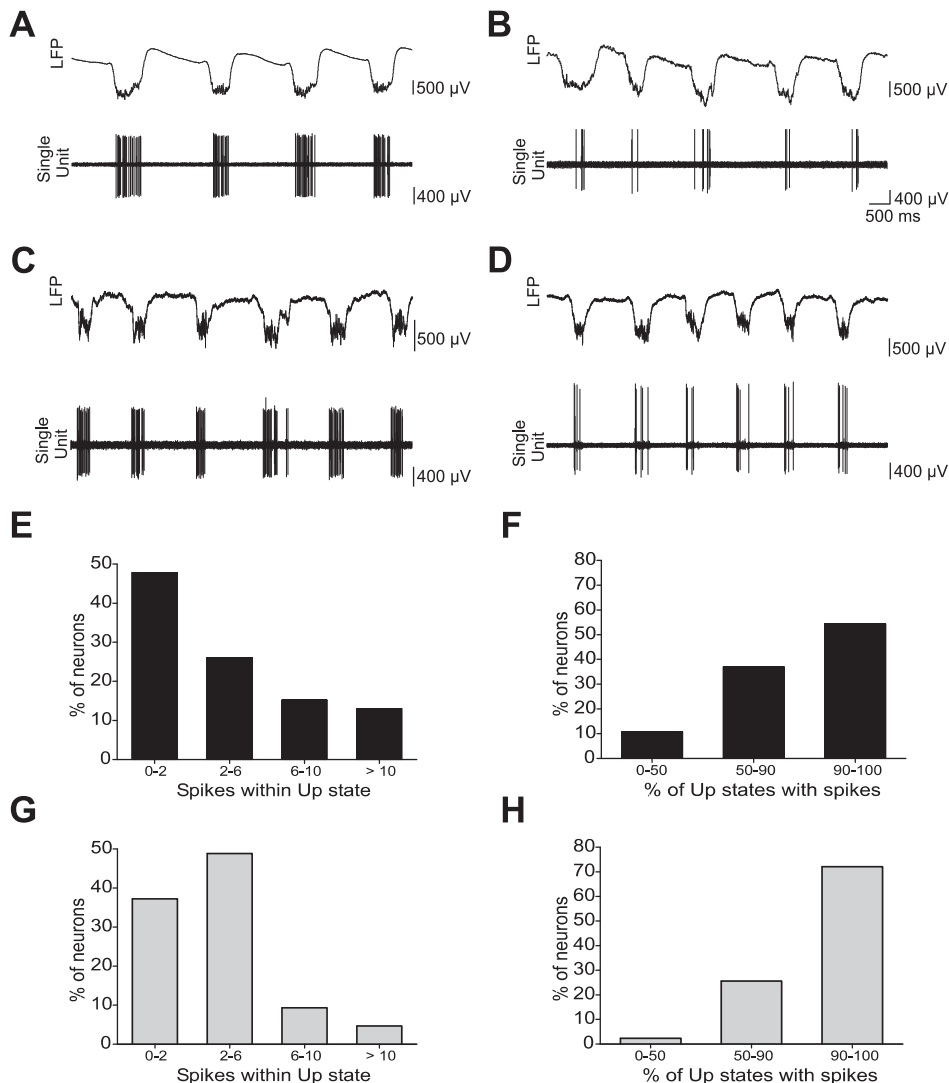 A
LFP
500 µV
Single
Unit
400 µV
B
LFP
500 µV
Single
Unit
400 µV
500 ms
C
LFP
500 µV
Single
Unit
400 µV
D
LFP
500 µV
Single
Unit
400 µV
E
% of neurons
50
40
30
20
10
0
0-2 2-6 6-10 > 10
Spikes within Up state
F
% of neurons
80
70
60
50
40
30
20
10
0
0-50 50-90 90-100
% of Up states with spikes
G
% of neurons
50
40
30
20
10
0
0-2 2-6 6-10 > 10
Spikes within Up state
H
% of neurons
80
70
60
50
40
30
20
10
0
0-50 50-90 90-100
% of Up states with spikes